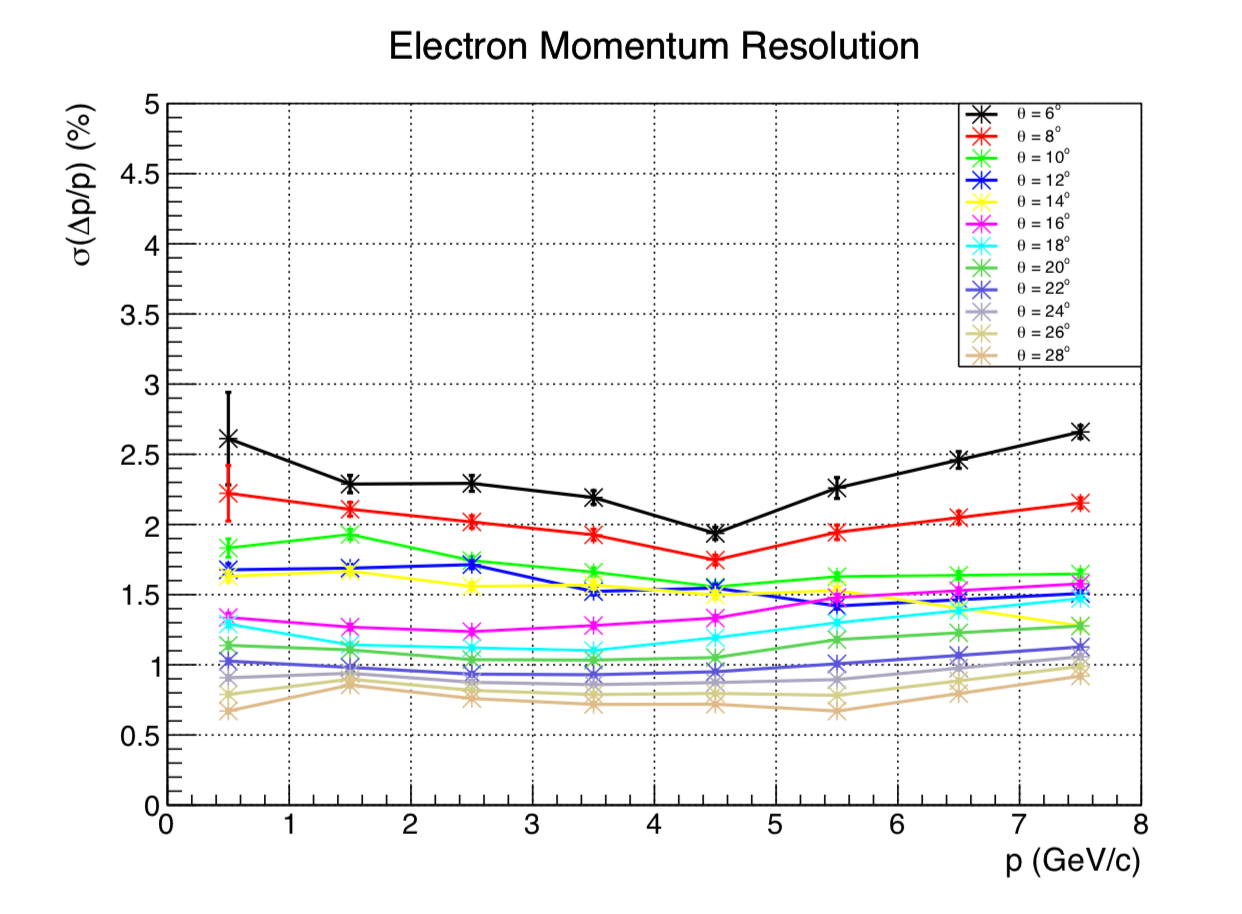 Electron Momentum Resolution
σ(Δp/p) (%)
5
4.5
4
3.5
3
2.5
2
1.5
1
0.5
0
θ = 6°
θ = 8°
θ = 10°
θ = 12°
θ = 14°
θ = 16°
θ = 18°
θ = 20°
θ = 22°
θ = 24°
θ = 26°
θ = 28°
0 1 2 3 4 5 6 7 8
p (GeV/c)